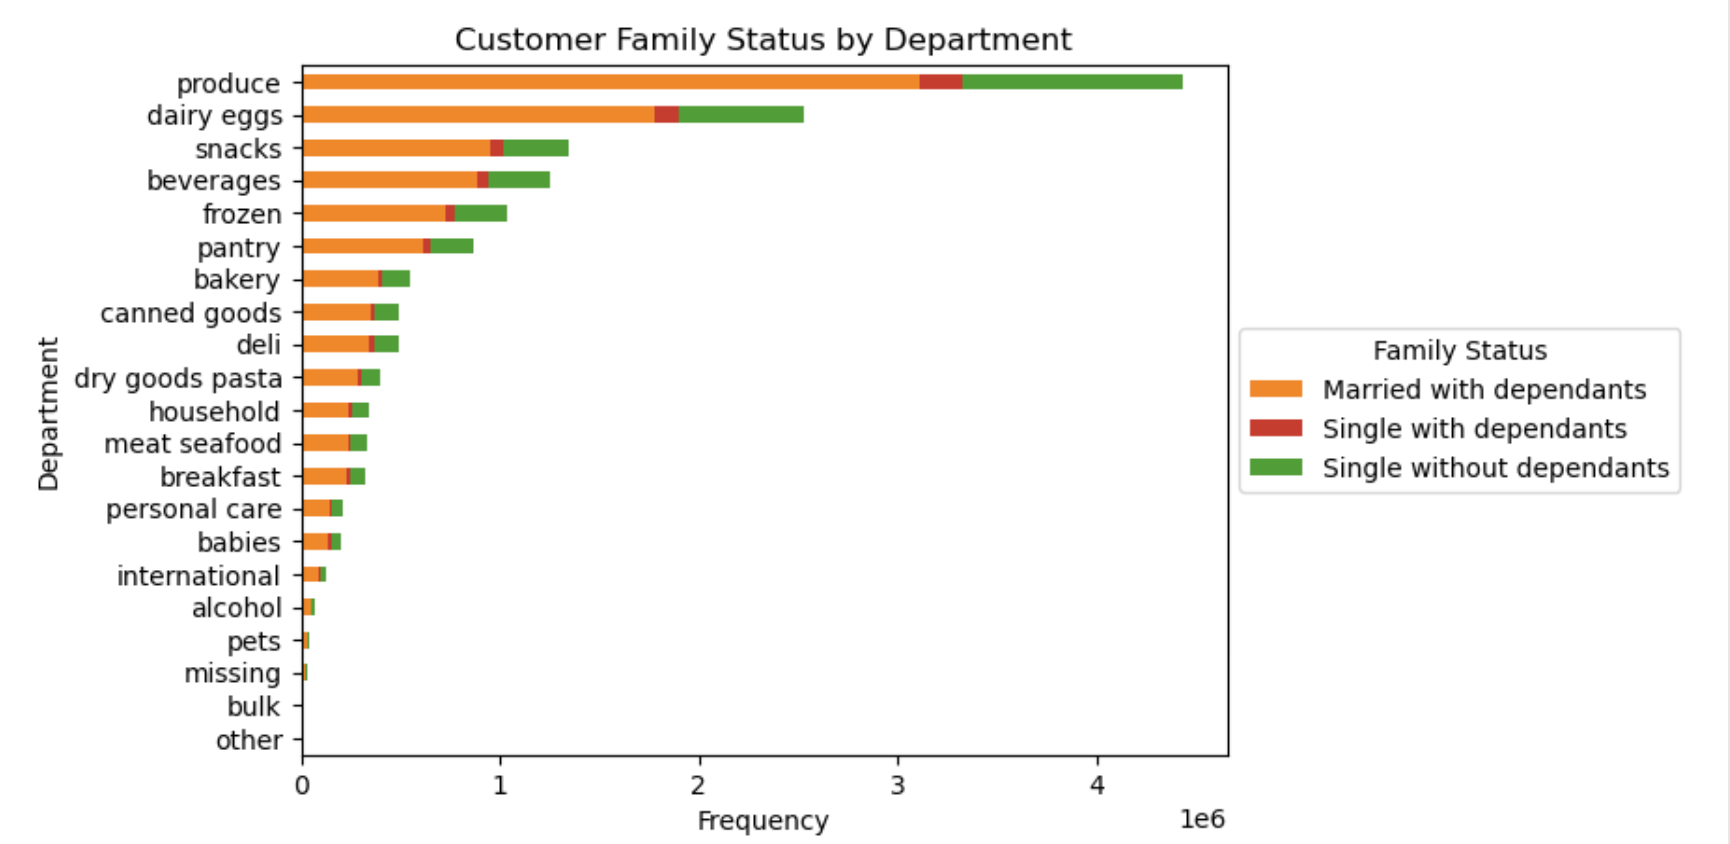 Customer Family Status by Department
produce
dairy eggs
snacks
beverages
frozen
pantry
bakery
canned goods
deli
dry goods pasta
household
meat seafood
breakfast
personal care
babies
international
alcohol
pets
missing
bulk
other
Department
0 1 2 3 4
1e6
Frequency
Family Status
Married with dependants
Single with dependants
Single without dependants